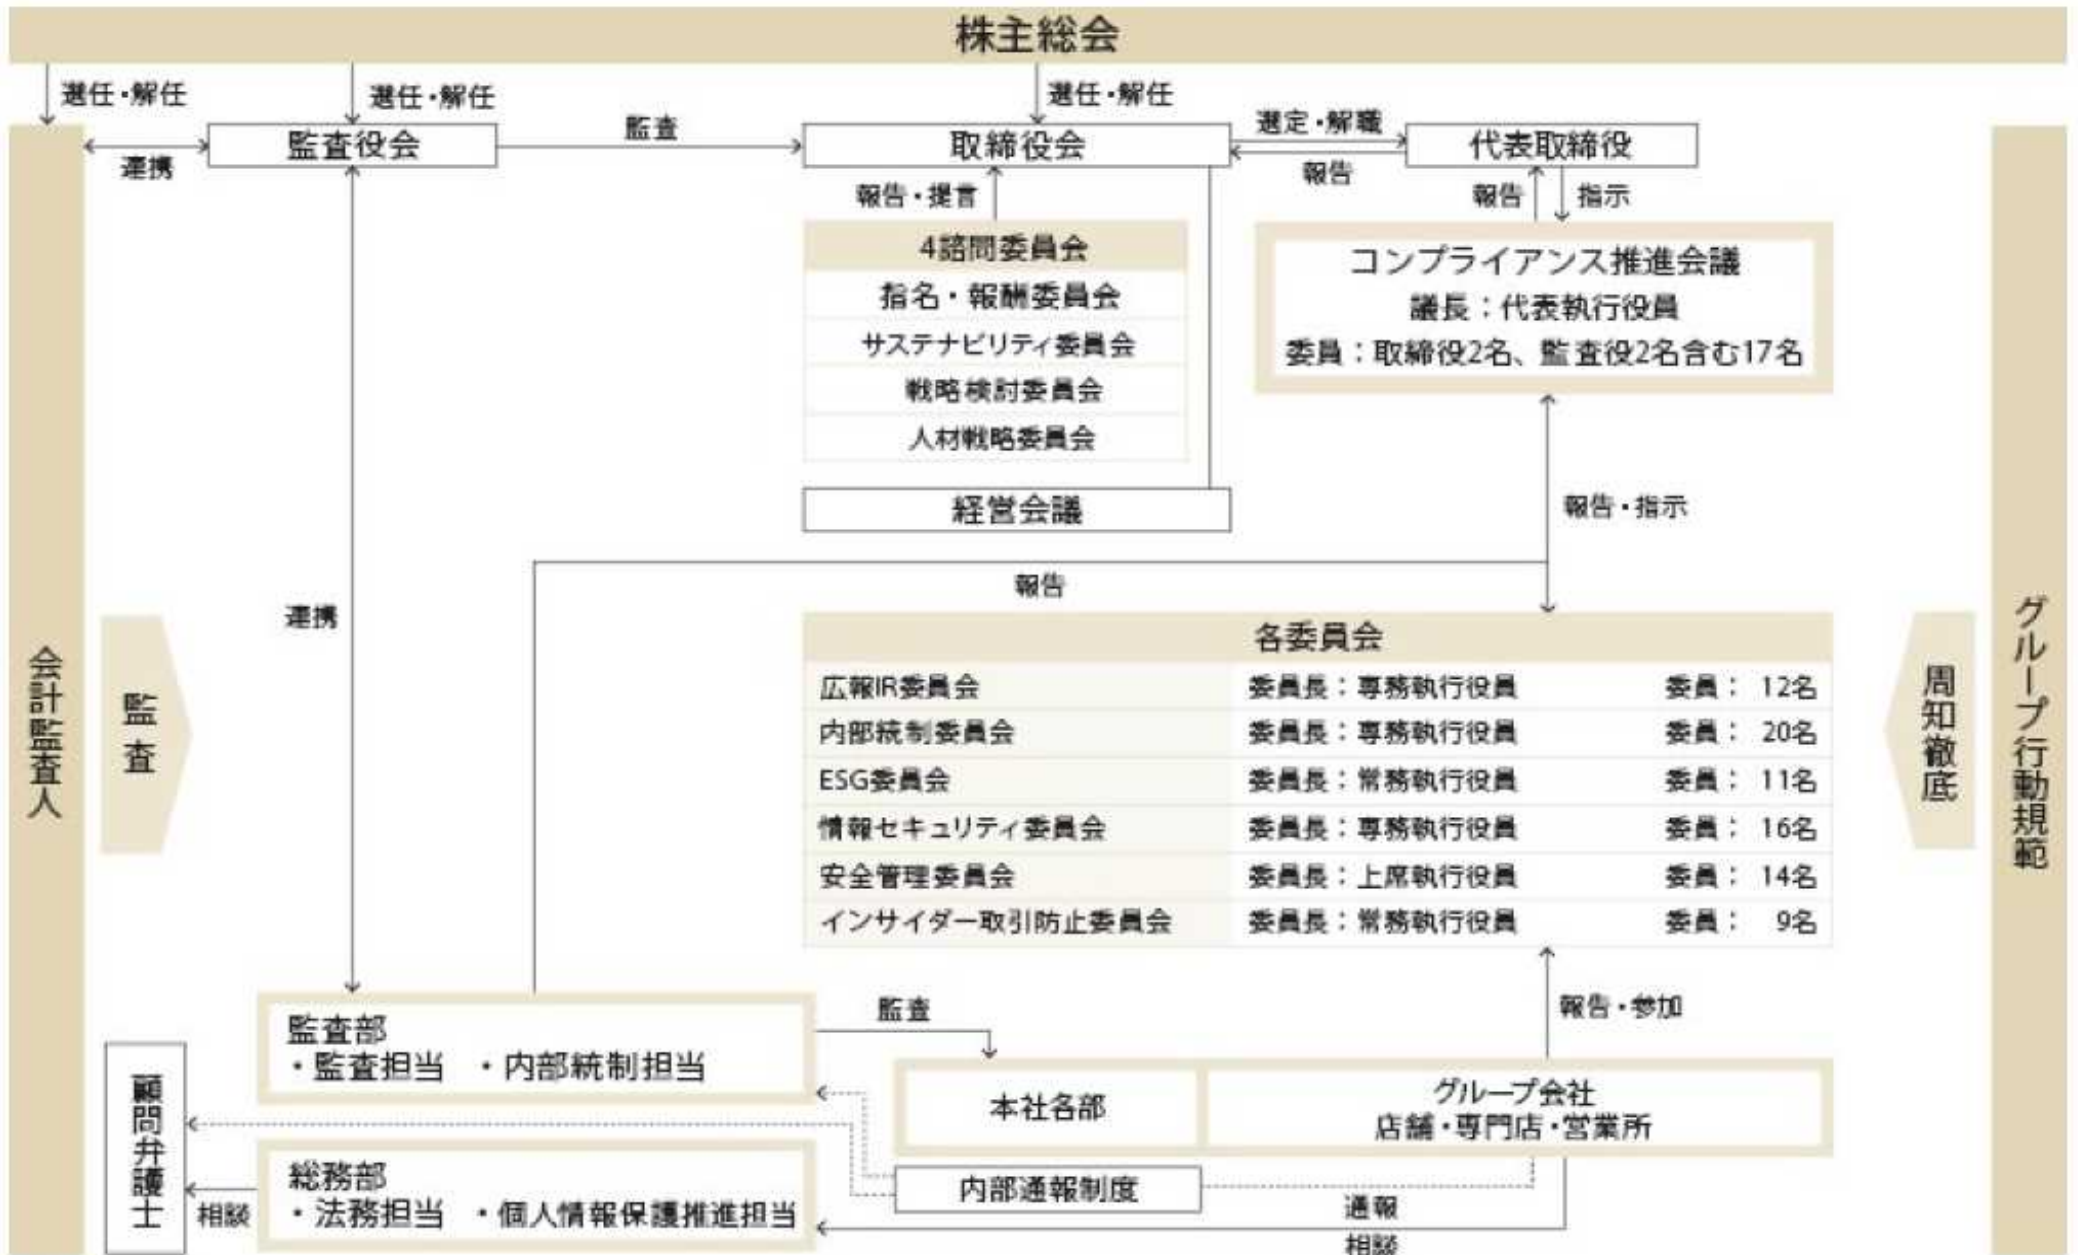 株主総会
選任・解任
選任・解任
選任・解任
監査役会
監査
取締役会
選定・解職
報告
代表取締役
連携
報告・提言
報告
指示
4諮問委員会
指名・報酬委員会
サステナビリティ委員会
戦略検討委員会
人材戦略委員会
コンプライアンス推進会議
議長：代表執行役員
委員：取締役2名、監査役2名含む17名
経営会議
報告・指示
報告
連携
会計監査人
監査
各委員会
広報IR委員会 委員長：専務執行役員 委員： 12名
内部統制委員会 委員長：専務執行役員 委員： 20名
ESG委員会 委員長：常務執行役員 委員： 11名
情報セキュリティ委員会 委員長：専務執行役員 委員： 16名
安全管理委員会 委員長：上席執行役員 委員： 14名
インサイダー取引防止委員会 委員長：常務執行役員 委員： 9名
周知徹底
グループ行動規範
監査部
・監査担当 ・内部統制担当
監査
報告・参加
本社各部
グループ会社
店舗・専門店・営業所
顧問弁護士
総務部
・法務担当 ・個人情報保護推進担当
相談
内部通報制度
通報
相談